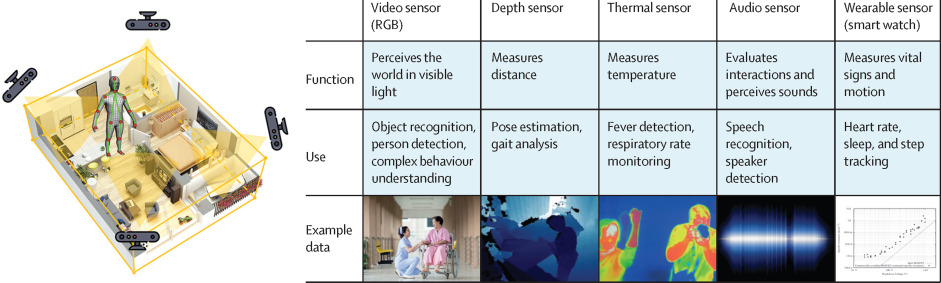 Video sensor
(RGB)
Depth sensor
Thermal sensor
Audio sensor
Wearable sensor
(smart watch)
Function
Perceives the
world in visible
light
Measures
distance
Measures
temperature
Evaluates
interactions and
perceives sounds
Measures vital
signs and
motion
Use
Object recognition,
person detection,
complex behaviour
understanding
Pose estimation,
gait analysis
Fever detection,
respiratory rate
monitoring
Speech
recognition,
speaker
detection
Heart rate,
sleep, and step
tracking
Example
data